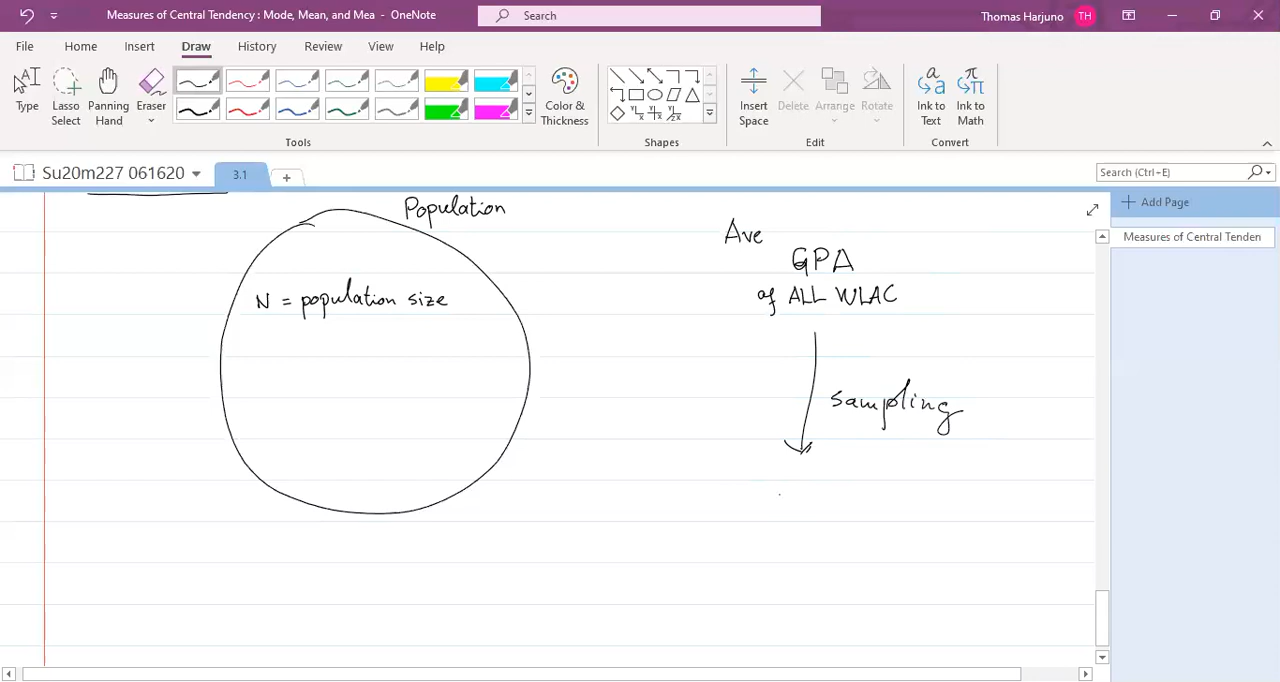 Measures of Central Tendency : Mode, Mean, and Mea - OneNote
Search
Thomas Harjuno
TH
File
Home
Insert
Draw
History
Review
View
Help
Type
Lasso Select
Panning Hand
Eraser
Color & Thickness
Insert Space
Delete
Arrange
Rotate
Ink to Text
Ink to Math
Tools
Shapes
Edit
Convert
Su20m227 061620
3.1
Search (Ctrl+E)
Add Page
Measures of Central Tenden
Population
N = population size
Ave
GPA
of ALL WLAC
sampling